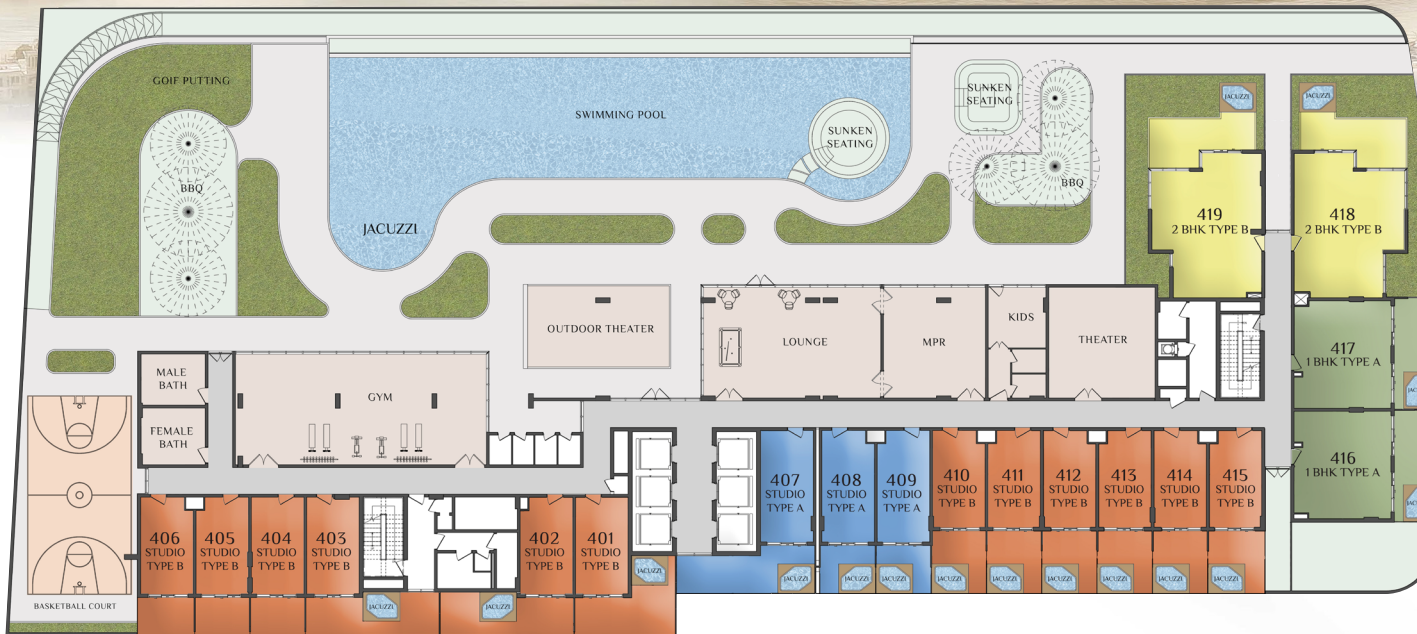 GOIF PUTTING
BBQ
SWIMMING POOL
JACUZZI
SUNKEN
SEATING
SUNKEN
SEATING
BBQ
JACUZZI
JACUZZI
419
2 BHK TYPE B
418
2 BHK TYPE B
OUTDOOR THEATER
LOUNGE
MPR
KIDS
THEATER
417
1 BHK TYPE A
416
1 BHK TYPE A
MALE
BATH
FEMALE
BATH
GYM
BASKETBALL COURT
406
STUDIO
TYPE B
405
STUDIO
TYPE B
404
STUDIO
TYPE B
403
STUDIO
TYPE B
402
STUDIO
TYPE B
401
STUDIO
TYPE B
407
STUDIO
TYPE A
408
STUDIO
TYPE A
409
STUDIO
TYPE A
410
STUDIO
TYPE B
411
STUDIO
TYPE B
412
STUDIO
TYPE B
413
STUDIO
TYPE B
414
STUDIO
TYPE B
415
STUDIO
TYPE B
JACUZZI
JACUZZI
JACUZZI
JACUZZI
JACUZZI
JACUZZI
JACUZZI
JACUZZI
JACUZZI
JACUZZI
JACUZZI
JACUZZI